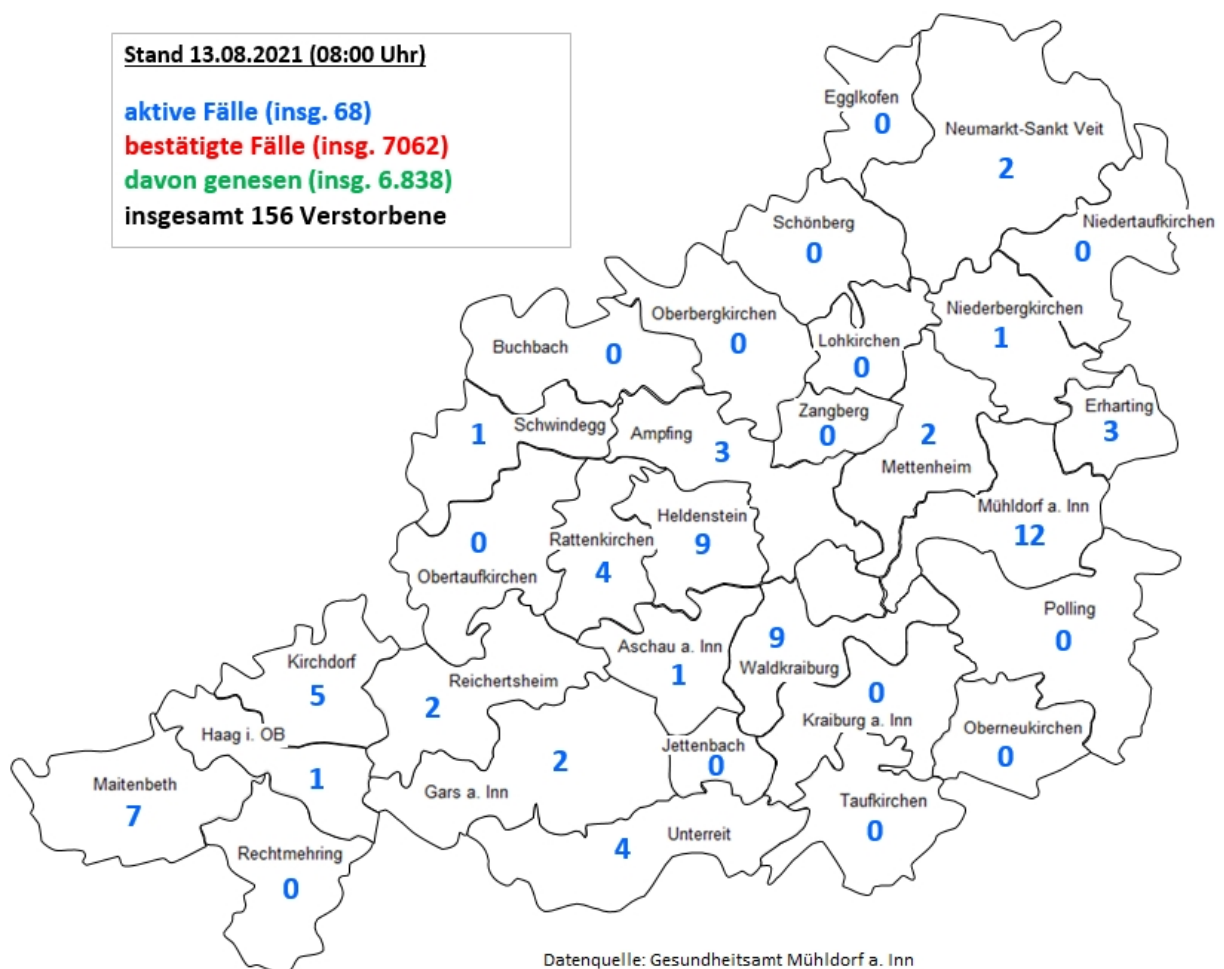 Stand 13.08.2021 (08:00 Uhr)
aktive Fälle (insg. 68)
bestätigte Fälle (insg. 7062)
davon genesen (insg. 6.838)
insgesamt 156 Verstorbene
Egglkofen
0
Neumarkt-Sankt Veit
2
Niedertaufkirchen
0
Schönberg
0
Oberbergkirchen
0
Lohkirchen
0
Niederbergkirchen
1
Buchbach 0
Zangberg
0
Erharting
3
1 Schwindegg
Ampfing
3
2
Mettenheim
Mühldorf a. Inn
12
0
Obertaufkirchen
Rattenkirchen
4
Heldenstein
9
Polling
0
Kirchdorf
5
Reichertsheim
2
Aschau a. Inn
1
9
Waldkraiburg
0
Kraiburg a. Inn
Oberneukirchen
0
Haag i. OB
1
Maitenbeth
7
2
Gars a. Inn
Jettenbach
0
Taufkirchen
0
Unterreit
4
Rechtmehring
0
Datenquelle: Gesundheitsamt Mühldorf a. Inn